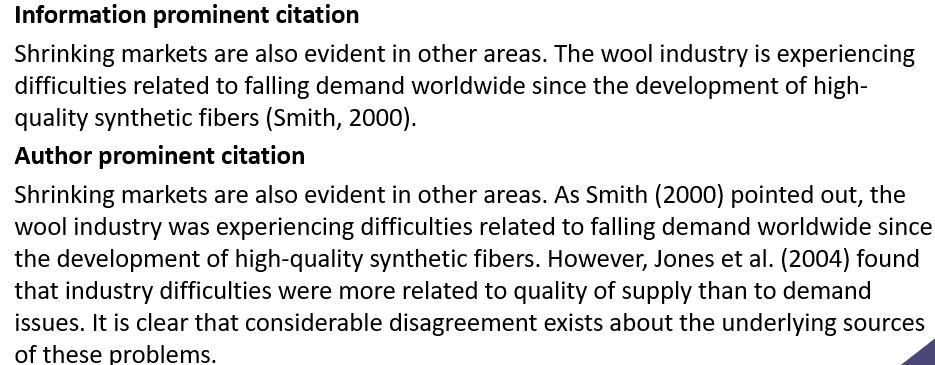 Information prominent citation
Shrinking markets are also evident in other areas. The wool industry is experiencing
difficulties related to falling demand worldwide since the development of high-
quality synthetic fibers (Smith, 2000).
Author prominent citation
Shrinking markets are also evident in other areas. As Smith (2000) pointed out, the
wool industry was experiencing difficulties related to falling demand worldwide since
the development of high-quality synthetic fibers. However, Jones et al. (2004) found
that industry difficulties were more related to quality of supply than to demand
issues. It is clear that considerable disagreement exists about the underlying sources
of these problems.